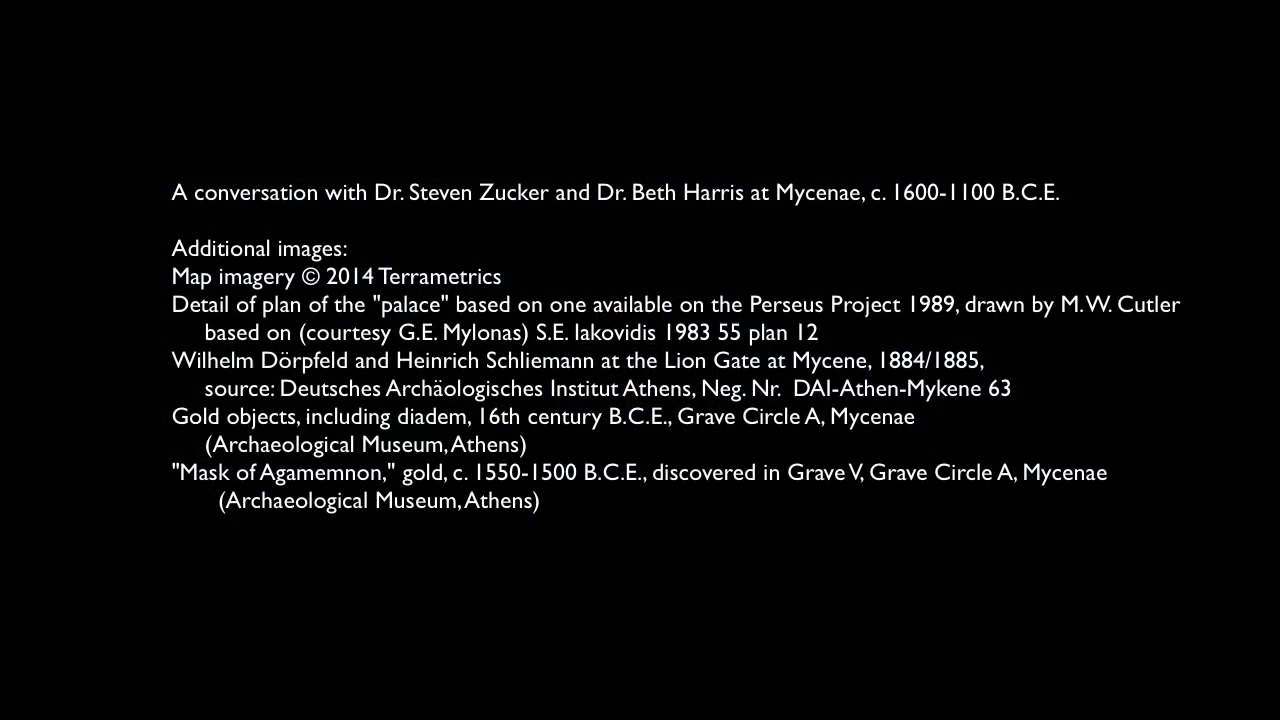 A conversation with Dr. Steven Zucker and Dr. Beth Harris at Mycenae, c. 1600-1100 B.C.E.
Additional images:
Map imagery © 2014 Terrametrics
Detail of plan of the "palace" based on one available on the Perseus Project 1989, drawn by M.W. Cutler
based on (courtesy G.E. Mylonas) S.E. Iakovidis 1983 55 plan 12
Wilhelm Dörpfeld and Heinrich Schliemann at the Lion Gate at Mycene, 1884/1885,
source: Deutsches Archäologisches Institut Athens, Neg. Nr. DAI-Athen-Mykene 63
Gold objects, including diadem, 16th century B.C.E., Grave Circle A, Mycenae
(Archaeological Museum, Athens)
"Mask of Agamemnon," gold, c. 1550-1500 B.C.E., discovered in Grave V, Grave Circle A, Mycenae
(Archaeological Museum, Athens)